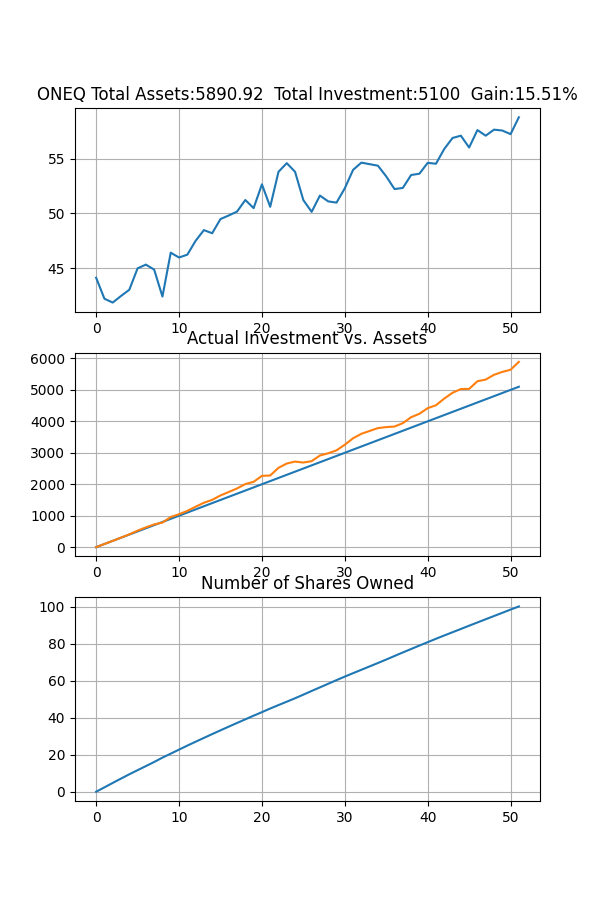 ONEQ Total Assets:5890.92  Total Investment:5100  Gain:15.51%
55
50
45
0 10 20 30 40 50
Actual Investment vs. Assets
6000
5000
4000
3000
2000
1000
0
0 10 20 30 40 50
Number of Shares Owned
100
80
60
40
20
0
0 10 20 30 40 50